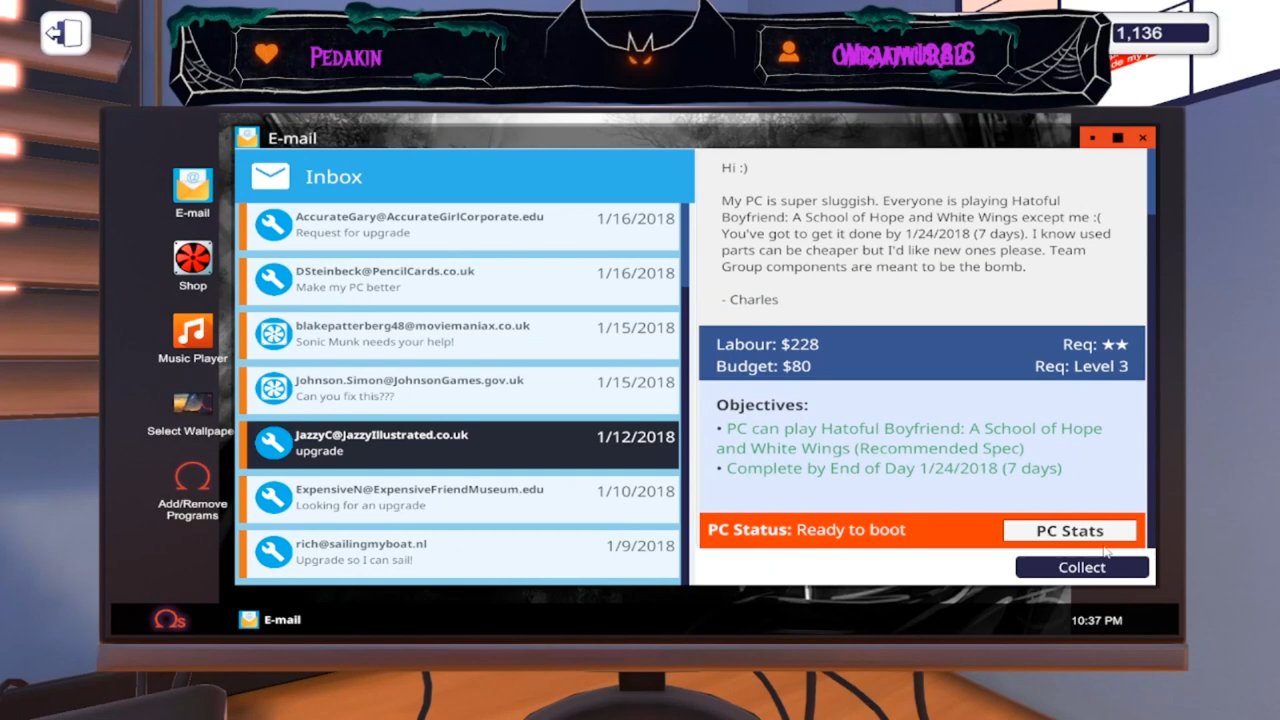 PEDAKIN
1,136
E-mail
Inbox
AccurateGary@AccurateGirlCorporate.edu 1/16/2018
Request for upgrade
DSteinbeck@PencilCards.co.uk 1/16/2018
Make my PC better
blakepatterberg48@moviemaniax.co.uk 1/15/2018
Sonic Munk needs your help!
Johnson.Simon@JohnsonGames.gov.uk 1/15/2018
Can you fix this???
JazzyC@JazzyIllustrated.co.uk 1/12/2018
upgrade
ExpensiveN@ExpensiveFriendMuseum.edu 1/10/2018
Looking for an upgrade
rich@sailingmyboat.nl 1/9/2018
Upgrade so I can sail!
Hi :)
My PC is super sluggish. Everyone is playing Hatoful
Boyfriend: A School of Hope and White Wings except me :(
You've got to get it done by 1/24/2018 (7 days). I know used
parts can be cheaper but I'd like new ones please. Team
Group components are meant to be the bomb.
- Charles
Labour: $228 Req: ★★
Budget: $80 Req: Level 3
Objectives:
• PC can play Hatoful Boyfriend: A School of Hope
and White Wings (Recommended Spec)
• Complete by End of Day 1/24/2018 (7 days)
PC Status: Ready to boot PC Stats
Collect
E-mail
Shop
Music Player
Select Wallpape
Add/Remove
Programs
Ωs E-mail 10:37 PM